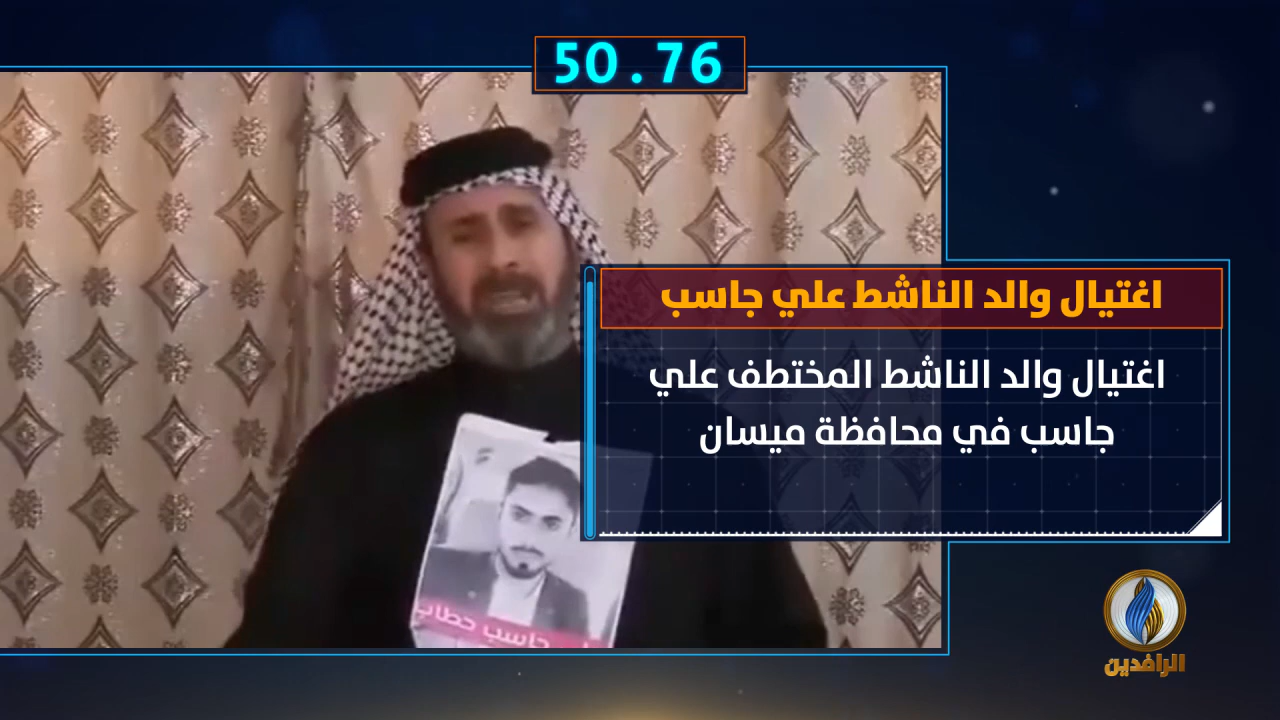 50.76
اغتيال والد الناشط علي جاسب
اغتيال والد الناشط المختطف علي
جاسب في محافظة ميسان
جاسب حطاب
الرافدين